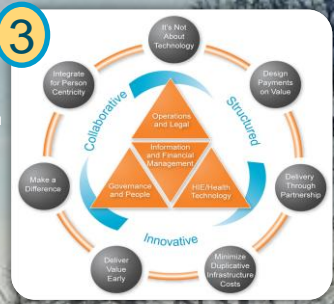 3
It's Not
About
Technology
Integrate
for Person
Centricity
Design
Payments
on Value
Collaborative
Structured
Operations
and Legal
Information
and Financial
Management
Governance
and People
HIE/Health
Technology
Make a
Difference
Delivery
Through
Partnership
Innovative
Deliver
Value
Early
Minimize
Duplicative
Infrastructure
Costs